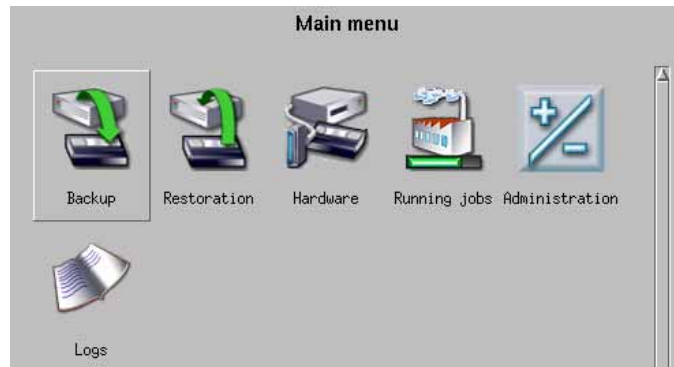 Main menu
Backup Restoration Hardware Running jobs Administration
Logs